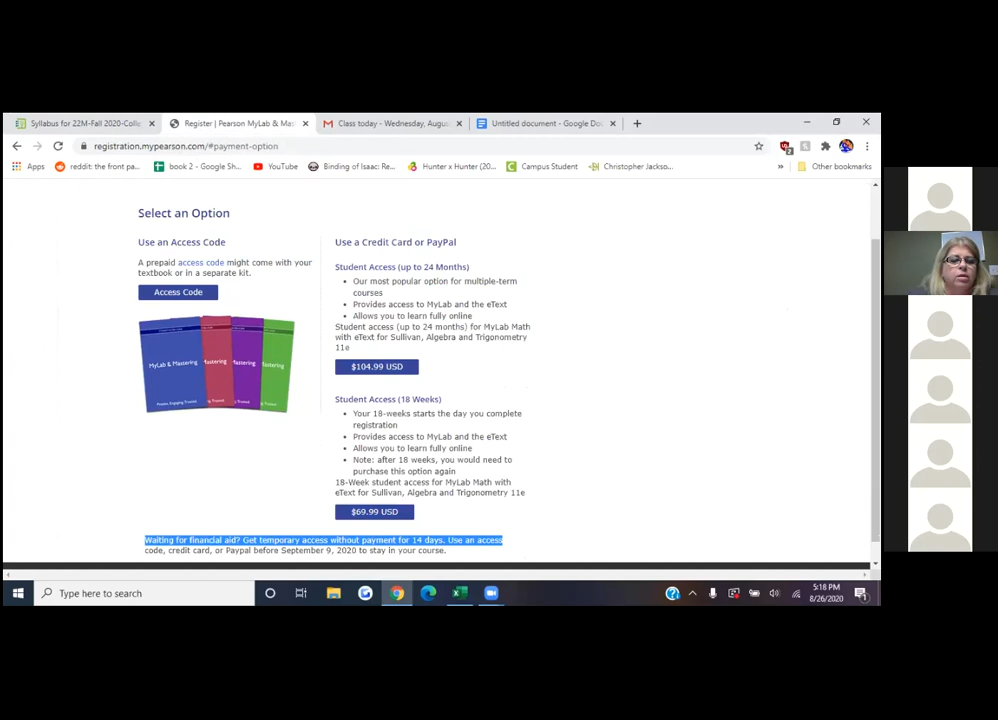 Syllabus for 22M-Fall 2020-Colle
Register | Pearson MyLab & Mas
Class today - Wednesday, Augus
Untitled document - Google Do
registration.mypearson.com/#payment-option
Apps
reddit: the front pa...
book 2 - Google Sh...
YouTube
Binding of Isaac: Re...
Hunter x Hunter (20...
Campus Student
Christopher Jackso...
»
Other bookmarks
Select an Option
Use an Access Code
A prepaid access code might come with your
textbook or in a separate kit.
Access Code
MyLab & Mastering
Mastering
Mastering
Mastering
Use a Credit Card or PayPal
Student Access (up to 24 Months)
• Our most popular option for multiple-term
courses
• Provides access to MyLab and the eText
• Allows you to learn fully online
Student access (up to 24 months) for MyLab Math
with eText for Sullivan, Algebra and Trigonometry
11e
$104.99 USD
Student Access (18 Weeks)
• Your 18-weeks starts the day you complete
registration
• Provides access to MyLab and the eText
• Allows you to learn fully online
• Note: after 18 weeks, you would need to
purchase this option again
18-Week student access for MyLab Math with
eText for Sullivan, Algebra and Trigonometry 11e
$69.99 USD
Waiting for financial aid? Get temporary access without payment for 14 days. Use an access
code, credit card, or Paypal before September 9, 2020 to stay in your course.
Type here to search
5:18 PM
8/26/2020